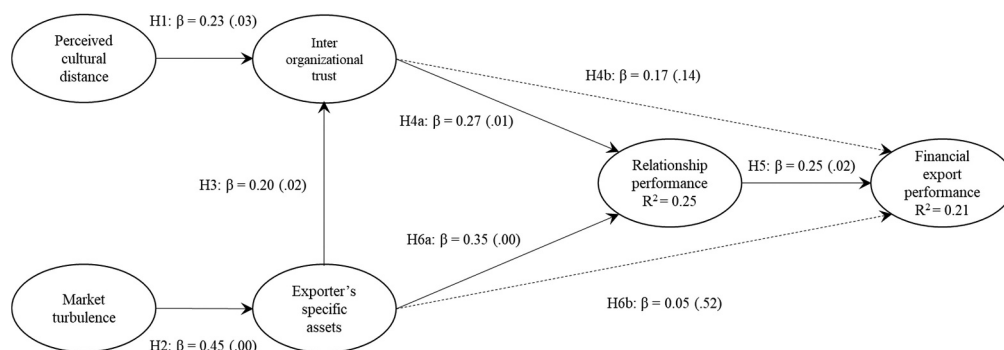 H1: β = 0.23 (.03)
Perceived
cultural
distance
Inter
organizational
trust
H4b: β = 0.17 (.14)
H4a: β = 0.27 (.01)
H3: β = 0.20 (.02)
Relationship
performance
R² = 0.25
H5: β = 0.25 (.02)
Financial
export
performance
R² = 0.21
H6a: β = 0.35 (.00)
Market
turbulence
Exporter’s
specific
assets
H6b: β = 0.05 (.52)
H2: β = 0.45 (.00)